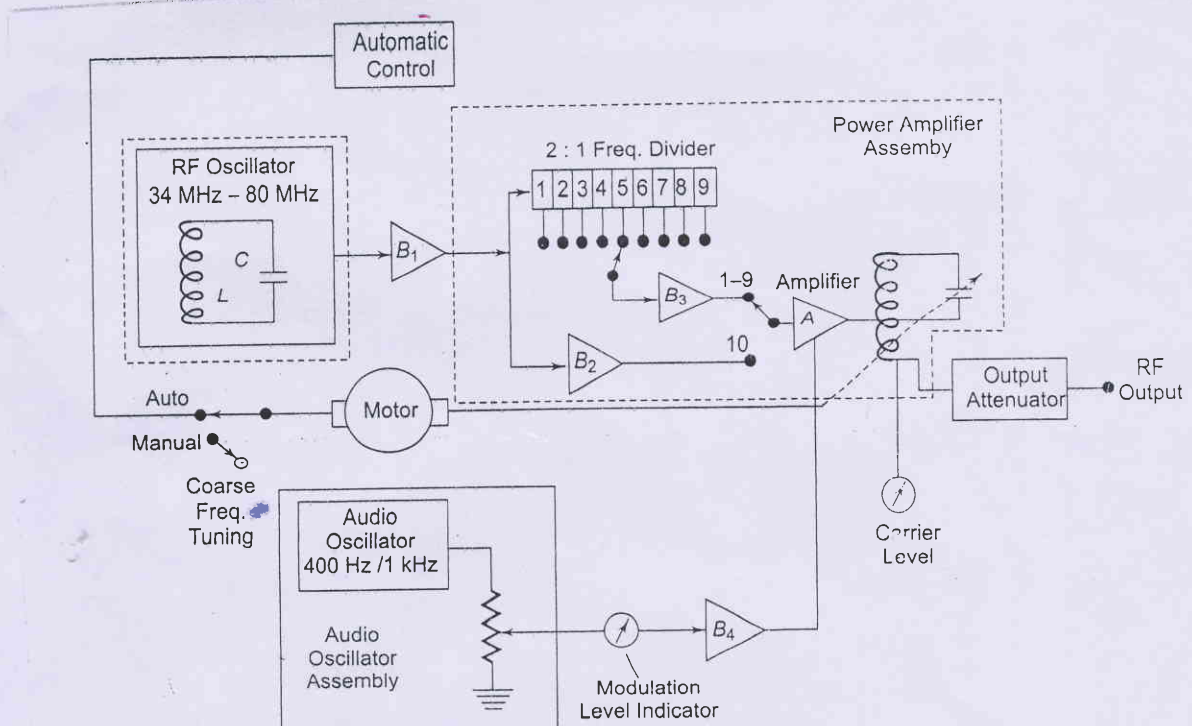 Automatic
Control
Power Amplifier
Assemby
2 : 1 Freq. Divider
RF Oscillator
34 MHz – 80 MHz
1 2 3 4 5 6 7 8 9
C
L
B1
B3
1–9
Amplifier
A
B2
10
Output
Attenuator
RF
Output
Auto
Motor
Manual
Coarse
Freq.
Tuning
Audio
Oscillator
400 Hz /1 kHz
Carrier
Level
B4
Audio
Oscillator
Assembly
Modulation
Level Indicator